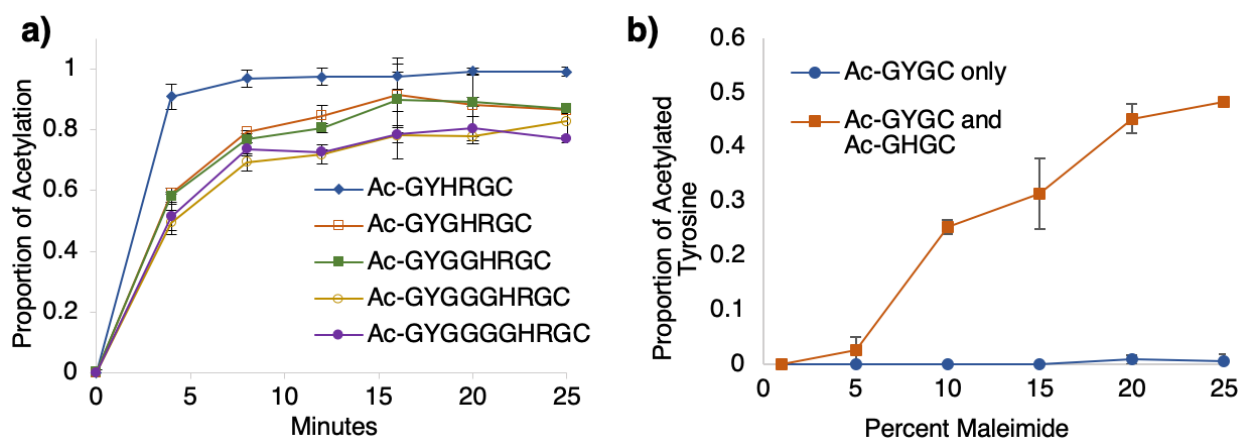 a)
Proportion of Acetylation
1
0.8
0.6
0.4
0.2
0
0 5 10 15 20 25
Minutes
Ac-GYHRGC
Ac-GYGHRGC
Ac-GYGGHRGC
Ac-GYGGGHRGC
Ac-GYGGGGHRGC
b)
Proportion of Acetylated
Tyrosine
0.6
0.5
0.4
0.3
0.2
0.1
0
0 5 10 15 20 25
Percent Maleimide
Ac-GYGC only
Ac-GYGC and
Ac-GHGC